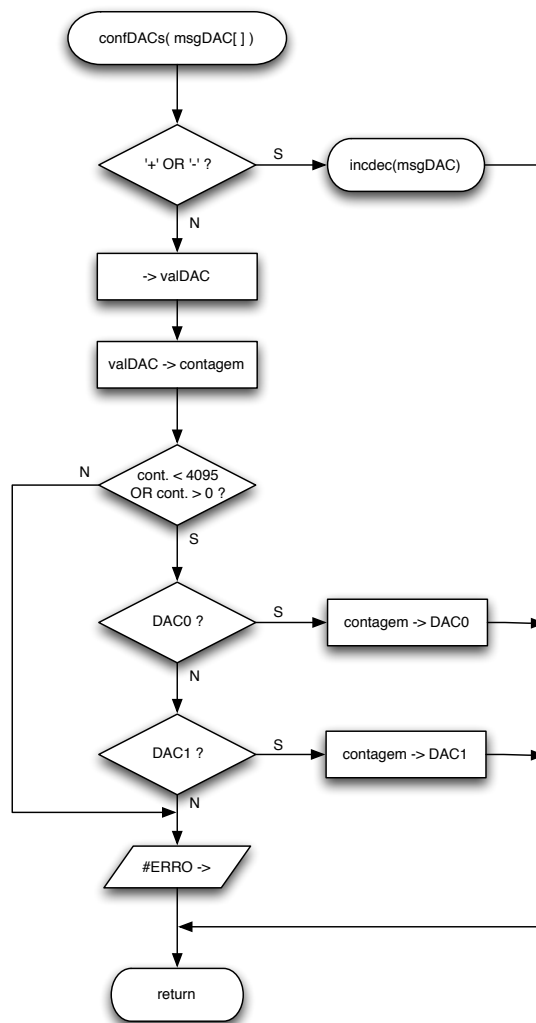 confDACs( msgDAC[ ] )
'+' OR '-' ?
S
incdec(msgDAC)
N
-> valDAC
valDAC -> contagem
N
cont. < 4095
OR cont. > 0 ?
S
DAC0 ?
S
contagem -> DAC0
N
DAC1 ?
S
contagem -> DAC1
N
#ERRO ->
return